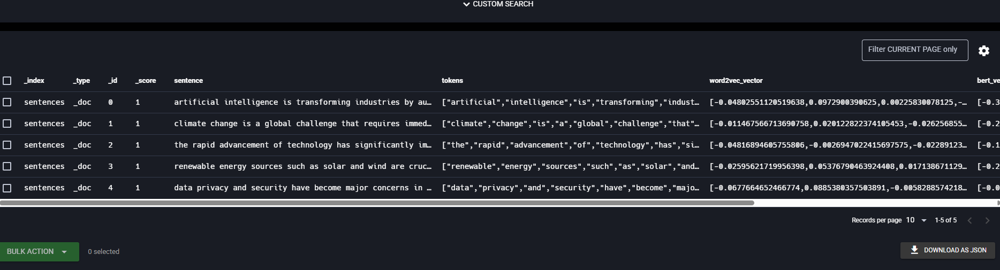 CUSTOM SEARCH
Filter CURRENT PAGE only
_index _type _id _score sentence tokens word2vec_vector bert_ve
sentences _doc 0 1 artificial intelligence is transforming industries by au… ["artificial","intelligence","is","transforming","indust… [-0.04802551120519638,0.0972900390625,0.00225830078125,-… [-0.3
sentences _doc 1 1 climate change is a global challenge that requires immed… ["climate","change","is","a","global","challenge","that"… [-0.011467566713690758,0.020122822374105453,-0.026256855… [-0.2
sentences _doc 2 1 the rapid advancement of technology has significantly im… ["the","rapid","advancement","of","technology","has","si… [-0.04816894605755806,-0.0026947022415697575,-0.02289123… [-0.1
sentences _doc 3 1 renewable energy sources such as solar and wind are cruc… ["renewable","energy","sources","such","as","solar","and… [-0.02595621719956398,0.05376790463924408,0.017138671129… [-0.2
sentences _doc 4 1 data privacy and security have become major concerns in … ["data","privacy","and","security","have","become","majo… [-0.0677664652466774,0.0885380357503891,-0.0058288574218… [-0.0
Records per page 10 1-5 of 5
BULK ACTION 0 selected DOWNLOAD AS JSON